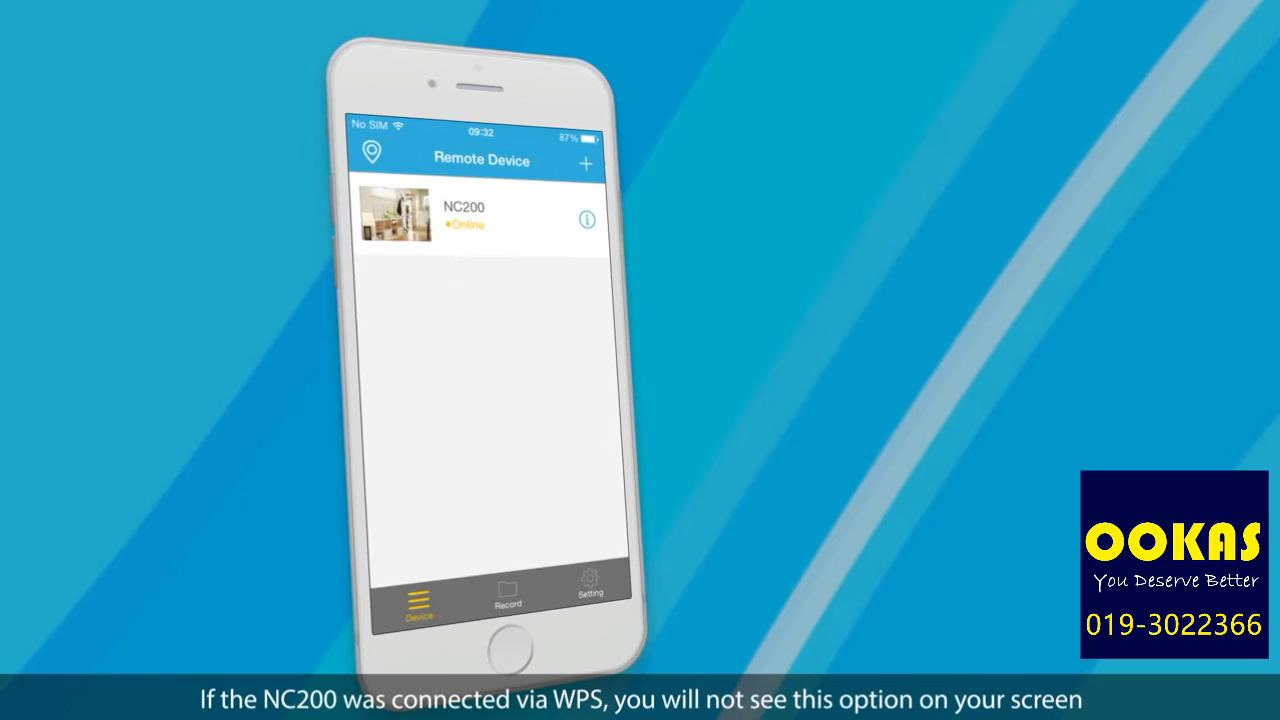 No SIM
09:32
87%
Remote Device
NC200
Online
Device
Record
Setting
OOKAS
You Deserve Better
019-3022366
If the NC200 was connected via WPS, you will not see this option on your screen